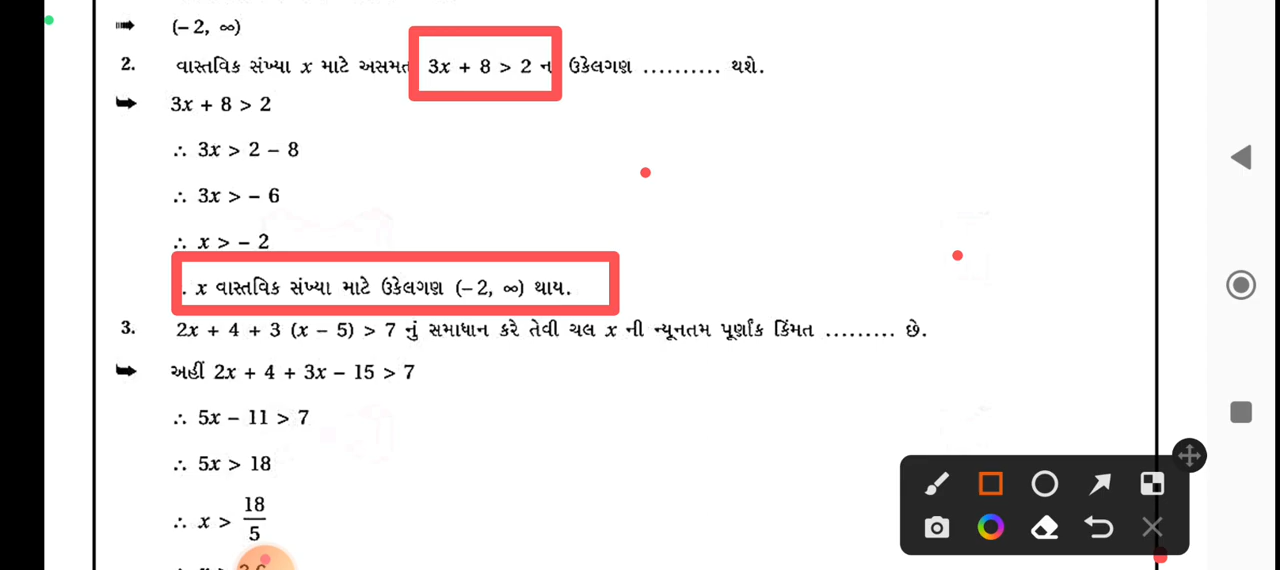 ➠ (– 2, ∞)
2. વાસ્તવિક સંખ્યા x માટે અસમત 3x + 8 > 2 ન ઉકેલગણ .......... થશે.
➥ 3x + 8 > 2
∴ 3x > 2 – 8
∴ 3x > – 6
∴ x > – 2
. x વાસ્તવિક સંખ્યા માટે ઉકેલગણ (– 2, ∞) થાય.
3. 2x + 4 + 3 (x – 5) > 7 નું સમાધાન કરે તેવી ચલ x ની ન્યૂનતમ પૂર્ણાંક કિંમત ......... છે.
➥ અહીં 2x + 4 + 3x – 15 > 7
∴ 5x – 11 > 7
∴ 5x > 18
∴ x > 18/5